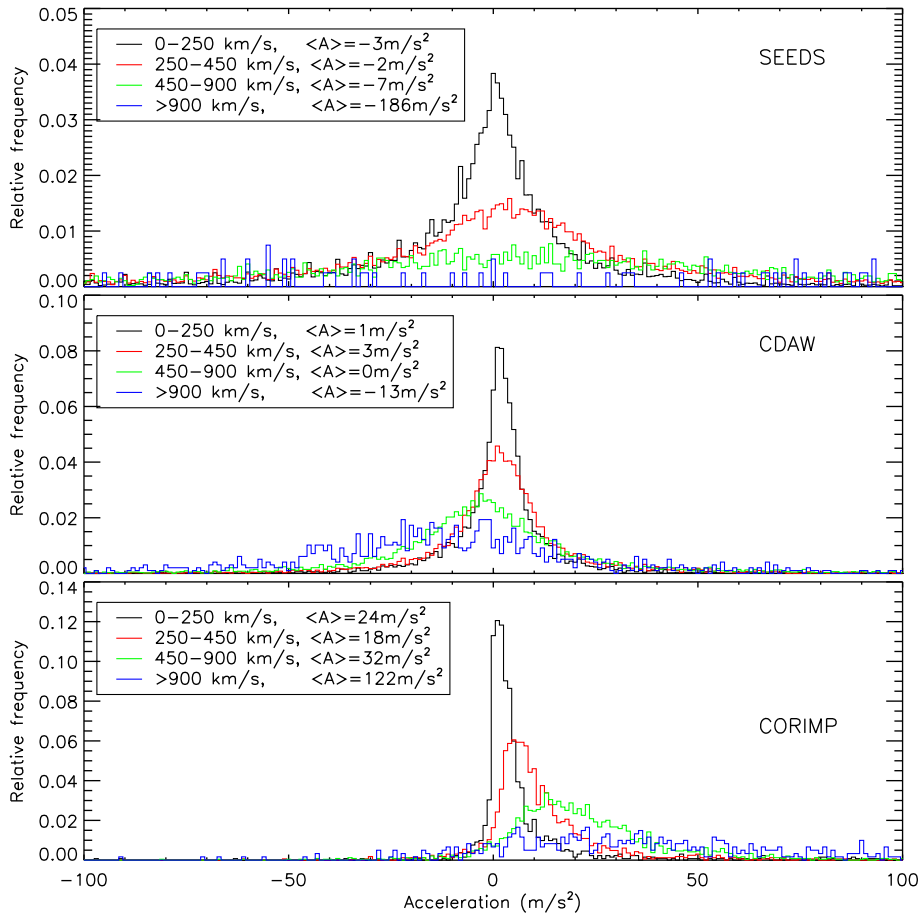 0.05
0.04
0.03
0.02
0.01
0.00
Relative frequency
0−250 km/s, <A>=−3m/s²
250−450 km/s, <A>=−2m/s²
450−900 km/s, <A>=−7m/s²
>900 km/s, <A>=−186m/s²
SEEDS
0.10
0.08
0.06
0.04
0.02
0.00
Relative frequency
0−250 km/s, <A>=1m/s²
250−450 km/s, <A>=3m/s²
450−900 km/s, <A>=0m/s²
>900 km/s, <A>=−13m/s²
CDAW
0.14
0.12
0.10
0.08
0.06
0.04
0.02
0.00
Relative frequency
0−250 km/s, <A>=24m/s²
250−450 km/s, <A>=18m/s²
450−900 km/s, <A>=32m/s²
>900 km/s, <A>=122m/s²
CORIMP
−100 −50 0 50 100
Acceleration (m/s²)